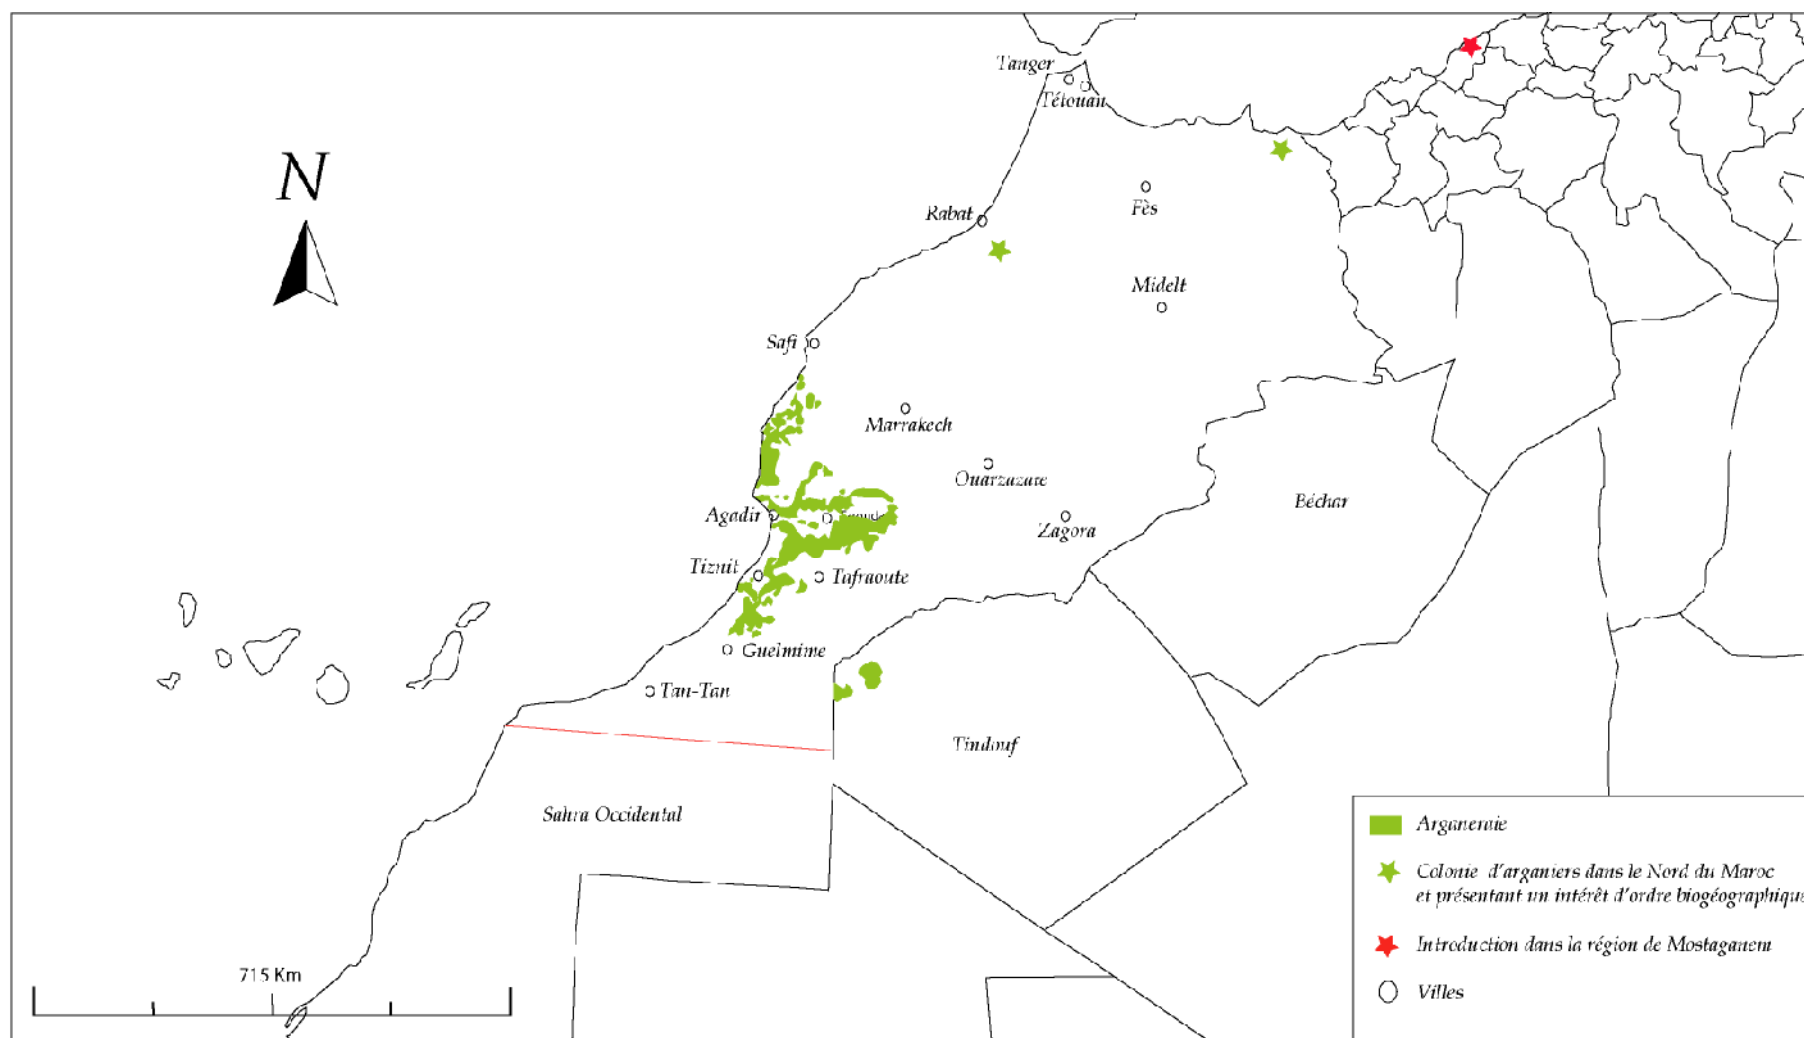 Tanger
Tétouan
N
Fès
Rabat
Midelt
Safi
Marrakech
Ouarzazate
Béchar
Agadir
Zagora
Tiznit
Tafraoute
Guelmime
Tan-Tan
Tindouf
Sahra Occidental
Arganeraie
Colonie d'arganiers dans le Nord du Maroc
et présentant un intérêt d'ordre biogéographique
Introduction dans la région de Mostaganem
715 Km
Villes